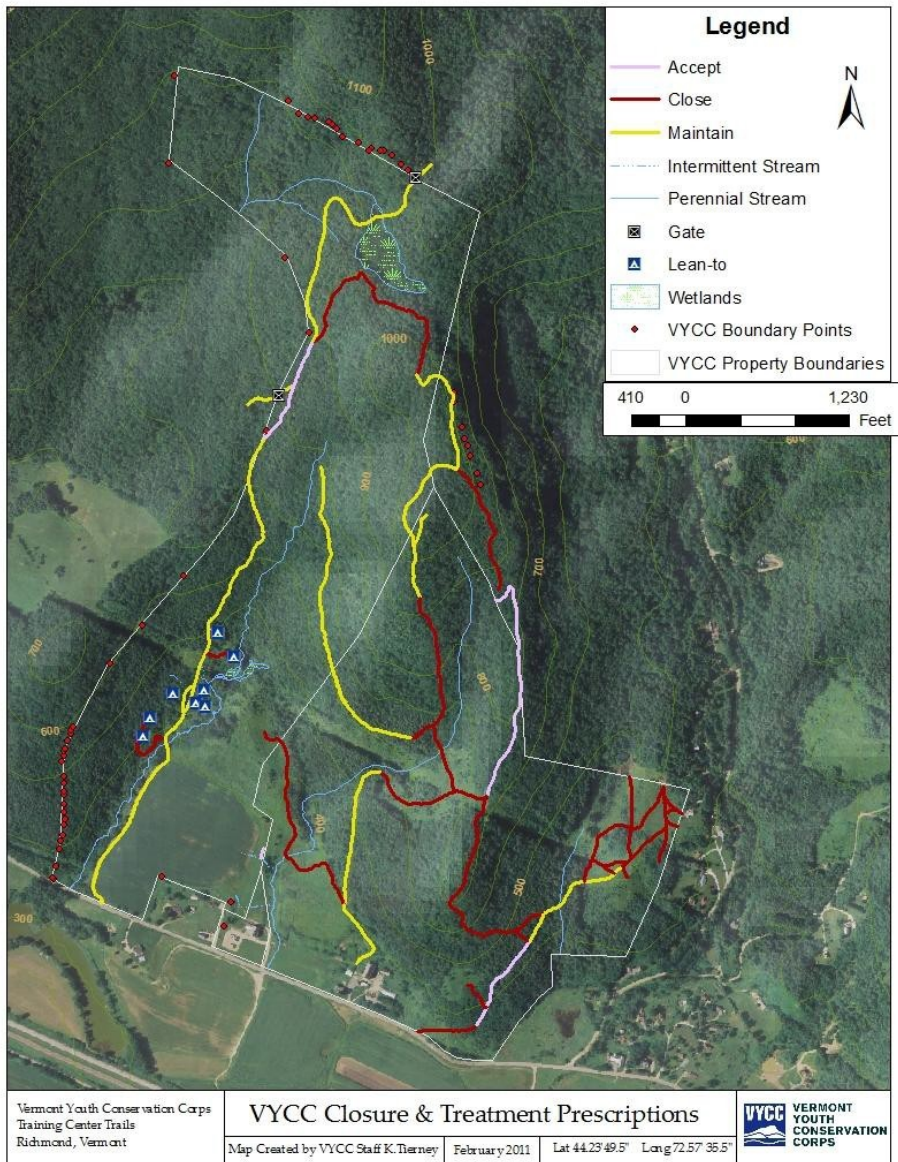 Legend
Accept
Close
Maintain
Intermittent Stream
Perennial Stream
Gate
Lean-to
Wetlands
VYCC Boundary Points
VYCC Property Boundaries
N
410 0 1,230
Feet
1000
1100
1000
900
700
800
700
600
400
500
300
Vermont Youth Conservation Corps
Training Center Trails
Richmond, Vermont
VYCC Closure & Treatment Prescriptions
Map Created by VYCC Staff K.Tierney
February 2011
Lat 44.23'49.5" Long 72.57' 35.5"
VYCC
VERMONT
YOUTH
CONSERVATION
CORPS